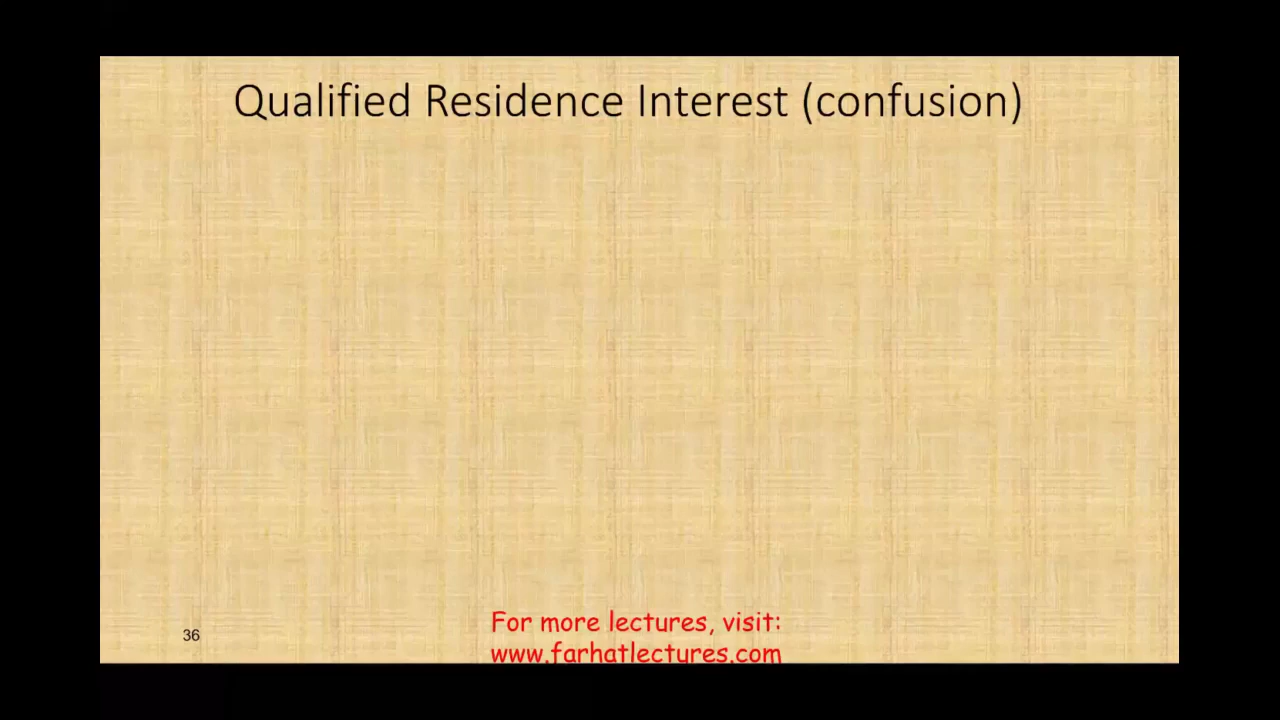 Qualified Residence Interest (confusion)
For more lectures, visit:
36
www.farhatlectures.com